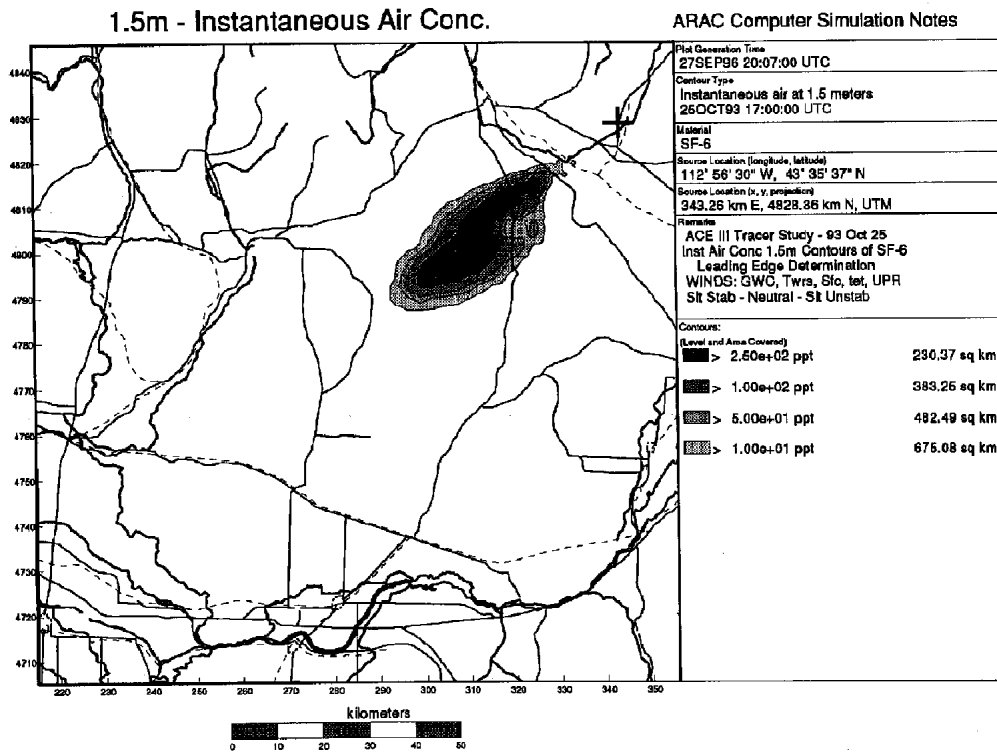 1.5m - Instantaneous Air Conc.
ARAC Computer Simulation Notes
Plot Generation Time
27SEP96 20:07:00 UTC
Contour Type
Instantaneous air at 1.5 meters
25OCT93 17:00:00 UTC
Material
SF-6
Source Location (longitude, latitude)
112° 56' 30" W, 43° 35' 37" N
Source Location (x, y, projection)
343.26 km E, 4828.36 km N, UTM
Remarks
ACE III Tracer Study - 93 Oct 25
Inst Air Conc 1.5m Contours of SF-6
Leading Edge Determination
WINDS: GWC, Twrs, Sfc, tet, UPR
Slt Stab - Neutral - Slt Unstab
Contours:
(Level and Area Covered)
> 2.50e+02 ppt 230.37 sq km
> 1.00e+02 ppt 383.25 sq km
> 5.00e+01 ppt 482.49 sq km
> 1.00e+01 ppt 675.08 sq km
4840
4830
4820
4810
4800
4790
4780
4770
4760
4750
4740
4730
4720
4710
220 230 240 250 260 270 280 290 300 310 320 330 340 350
kilometers
0 10 20 30 40 50